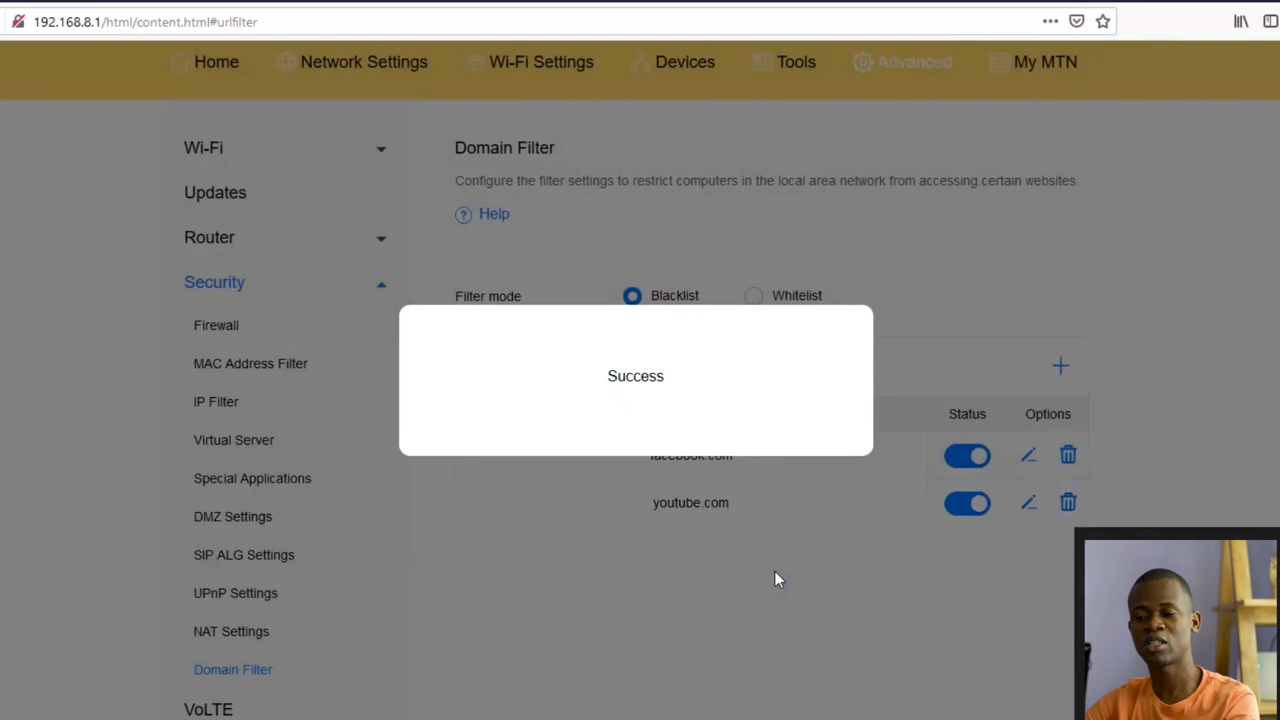 192.168.8.1/html/content.html#urlfilter
Home Network Settings Wi-Fi Settings Devices Tools Advanced My MTN
Wi-Fi
Updates
Router
Security
Firewall
MAC Address Filter
IP Filter
Virtual Server
Special Applications
DMZ Settings
SIP ALG Settings
UPnP Settings
NAT Settings
Domain Filter
VoLTE
Domain Filter
Configure the filter settings to restrict computers in the local area network from accessing certain websites.
? Help
Filter mode Blacklist Whitelist
Success
Status Options
facebook.com
youtube.com